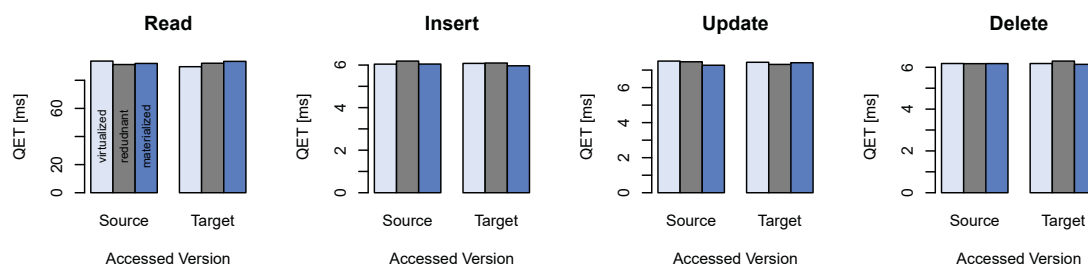 Read
QET [ms]
0
20
60
virtualized
redudnant
materialized
Source
Target
Accessed Version
Insert
QET [ms]
0
2
4
6
Source
Target
Accessed Version
Update
QET [ms]
0
2
4
6
Source
Target
Accessed Version
Delete
QET [ms]
0
2
4
6
Source
Target
Accessed Version